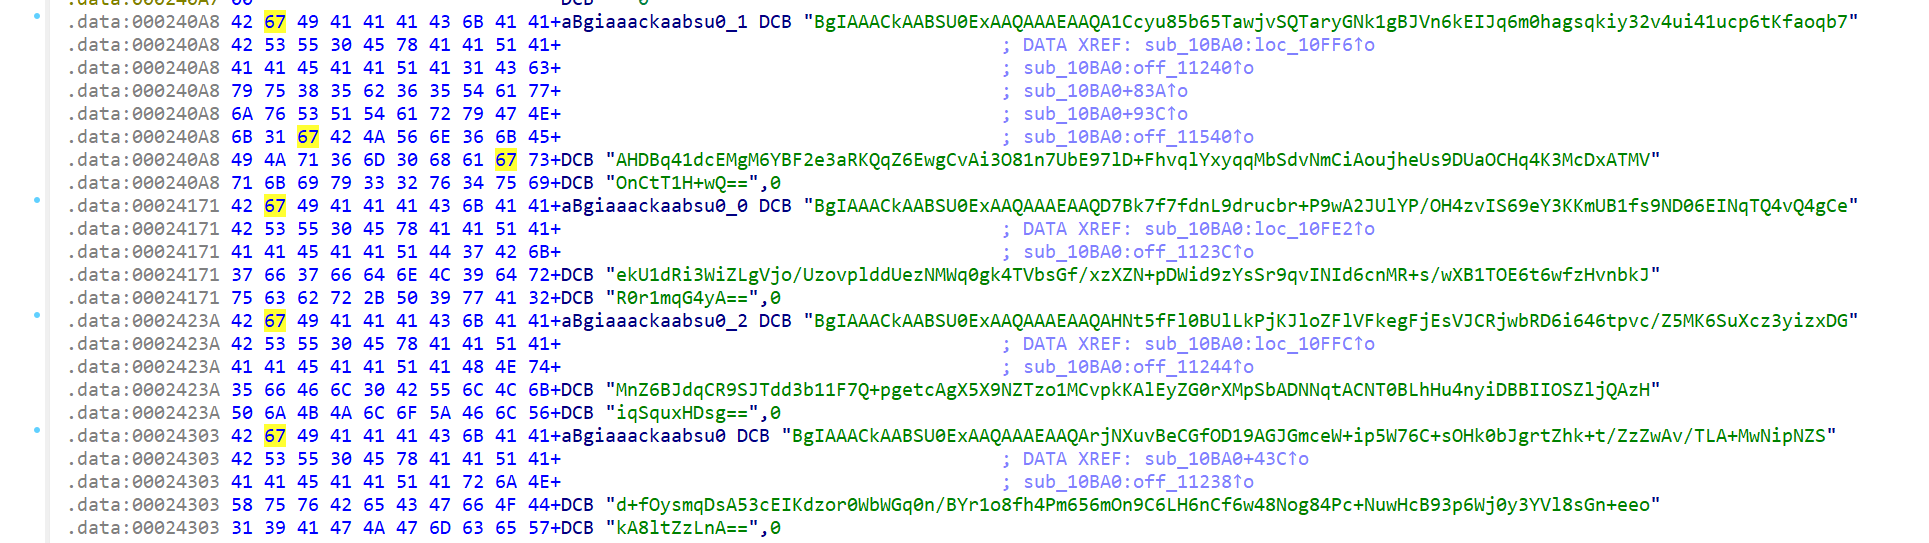 .data:000240A8 42 67 49 41 41 41 43 6B 41 41+aBgiaaackaabsu0_1 DCB "BgIAAACkAABSU0ExAAQAAAEAAQA1Ccyu85b65TawjvSQTaryGNk1gBJVn6kEIJq6m0hagsqkiy32v4ui41ucp6tKfaoqb7"
.data:000240A8 42 53 55 30 45 78 41 41 51 41+ ; DATA XREF: sub_10BA0:loc_10FF6↑o
.data:000240A8 41 41 45 41 41 51 41 31 43 63+ ; sub_10BA0:off_11240↑o
.data:000240A8 79 75 38 35 62 36 35 54 61 77+ ; sub_10BA0+83A↑o
.data:000240A8 6A 76 53 51 54 61 72 79 47 4E+ ; sub_10BA0+93C↑o
.data:000240A8 6B 31 67 42 4A 56 6E 36 6B 45+ ; sub_10BA0:off_11540↑o
.data:000240A8 49 4A 71 36 6D 30 68 61 67 73+DCB "AHDBq41dcEMgM6YBF2e3aRKQqZ6EwgCvAi3O81n7UbE97lD+FhvqlYxyqqMbSdvNmCiAoujheUs9DUaOCHq4K3McDxATMV"
.data:000240A8 71 6B 69 79 33 32 76 34 75 69+DCB "OnCtT1H+wQ==",0
.data:00024171 42 67 49 41 41 41 43 6B 41 41+aBgiaaackaabsu0_0 DCB "BgIAAACkAABSU0ExAAQAAAEAAQD7Bk7f7fdnL9drucbr+P9wA2JUlYP/OH4zvIS69eY3KKmUB1fs9ND06EINqTQ4vQ4gCe"
.data:00024171 42 53 55 30 45 78 41 41 51 41+ ; DATA XREF: sub_10BA0:loc_10FE2↑o
.data:00024171 41 41 45 41 41 51 44 37 42 6B+ ; sub_10BA0:off_1123C↑o
.data:00024171 37 66 37 66 64 6E 4C 39 64 72+DCB "ekU1dRi3WiZLgVjo/UzovplddUezNMWq0gk4TVbsGf/xzXZN+pDWid9zYsSr9qvINId6cnMR+s/wXB1TOE6t6wfzHvnbkJ"
.data:00024171 75 63 62 72 2B 50 39 77 41 32+DCB "R0r1mqG4yA==",0
.data:0002423A 42 67 49 41 41 41 43 6B 41 41+aBgiaaackaabsu0_2 DCB "BgIAAACkAABSU0ExAAQAAAEAAQAHNt5fFl0BUlLkPjKJloZFlVFkegFjEsVJCRjwbRD6i646tpvc/Z5MK6SuXcz3yizxDG"
.data:0002423A 42 53 55 30 45 78 41 41 51 41+ ; DATA XREF: sub_10BA0:loc_10FFC↑o
.data:0002423A 41 41 45 41 41 51 41 48 4E 74+ ; sub_10BA0:off_11244↑o
.data:0002423A 35 66 46 6C 30 42 55 6C 4C 6B+DCB "MnZ6BJdqCR9SJTdd3b11F7Q+pgetcAgX5X9NZTzo1MCvpkKAlEyZG0rXMpSbADNNqtACNT0BLhHu4nyiDBBIIOSZljQAzH"
.data:0002423A 50 6A 4B 4A 6C 6F 5A 46 6C 56+DCB "iqSquxHDsg==",0
.data:00024303 42 67 49 41 41 41 43 6B 41 41+aBgiaaackaabsu0 DCB "BgIAAACkAABSU0ExAAQAAAEAAQArjNXuvBeCGfOD19AGJGmceW+ip5W76C+sOHk0bJgrtZhk+t/ZzZwAv/TLA+MwNipNZS"
.data:00024303 42 53 55 30 45 78 41 41 51 41+ ; DATA XREF: sub_10BA0+43C↑o
.data:00024303 41 41 45 41 41 51 41 72 6A 4E+ ; sub_10BA0:off_11238↑o
.data:00024303 58 75 76 42 65 43 47 66 4F 44+DCB "d+fOysmqDsA53cEIKdzor0WbWGq0n/BYr1o8fh4Pm656mOn9C6LH6nCf6w48Nog84Pc+NuwHcB93p6Wj0y3YVl8sGn+eeo"
.data:00024303 31 39 41 47 4A 47 6D 63 65 57+DCB "kA8ltZzLnA==",0